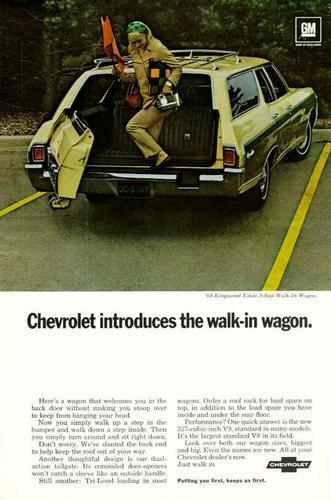 GM
MARK OF EXCELLENCE
'69 Kingswood Estate 3-Seat Walk-In Wagon.
Chevrolet introduces the walk-in wagon.
Here's a wagon that welcomes you in the
back door without making you stoop over
to keep from banging your head.
Now you simply walk up a step in the
bumper and walk down a step inside. Then
you simply turn around and sit right down.
Don't worry. We've slanted the back end
to help keep the roof out of your way.
Another thoughtful design is our dual-
action tailgate. Its concealed door-openers
won't catch a sleeve like an outside handle.
Still another: Tri-Level loading in most
wagons. Order a roof rack for load space on
top, in addition to the load space you have
inside and under the rear floor.
Performance? One quick answer is the new
327-cubic-inch V8, standard in many models.
It's the largest standard V8 in its field.
Look over both our wagon sizes, biggest
and big. Even the names are new. All at your
Chevrolet dealer's now.
Just walk in.
Putting you first, keeps us first.
CHEVROLET